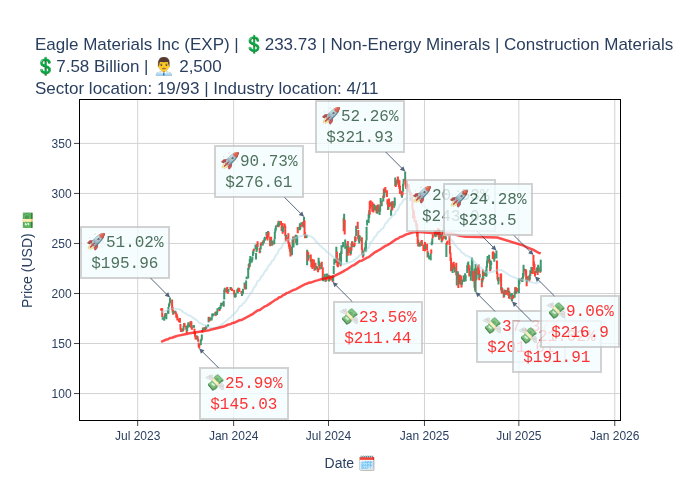 Eagle Materials Inc (EXP) | 💲233.73 | Non-Energy Minerals | Construction Materials
💲7.58 Billion | 👨‍💼 2,500
Sector location: 19/93 | Industry location: 4/11
🚀52.26%
$321.93
🚀90.73%
$276.61
🚀24.28%
$238.5
🚀51.02%
$195.96
💸23.56%
$211.44
💸9.06%
$216.9
$191.91
💸25.99%
$145.03
350
300
250
200
150
100
Price (USD) 💵
Jul 2023
Jan 2024
Jul 2024
Jan 2025
Jul 2025
Jan 2026
Date 🗓️